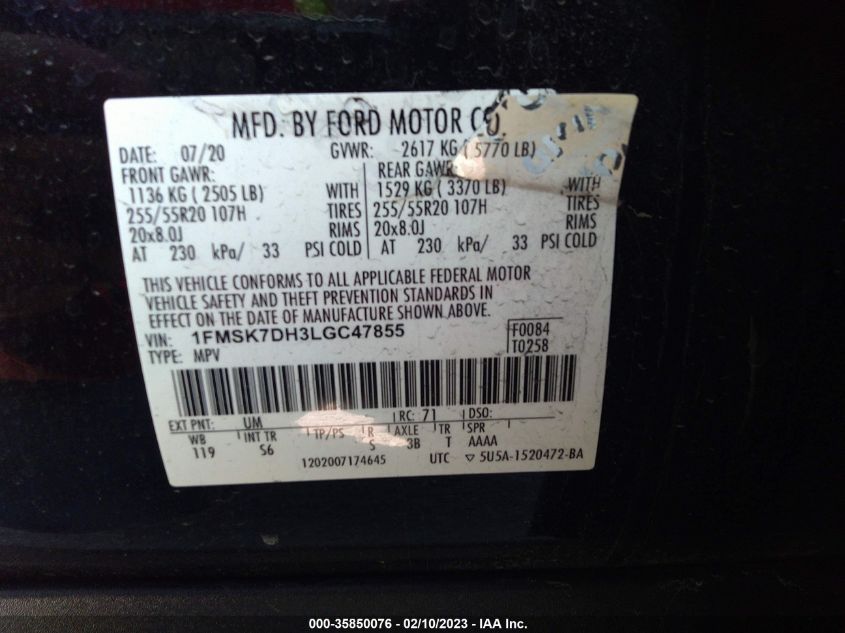 MFD. BY FORD MOTOR CO.
DATE: 07/20 GVWR: 2617 KG ( 5770 LB)
FRONT GAWR: REAR GAWR:
1136 KG ( 2505 LB) WITH 1529 KG ( 3370 LB) WITH
255/55R20 107H TIRES 255/55R20 107H TIRES
20x8.0J RIMS 20x8.0J RIMS
AT 230 kPa/ 33 PSI COLD AT 230 kPa/ 33 PSI COLD
THIS VEHICLE CONFORMS TO ALL APPLICABLE FEDERAL MOTOR
VEHICLE SAFETY AND THEFT PREVENTION STANDARDS IN
EFFECT ON THE DATE OF MANUFACTURE SHOWN ABOVE.
VIN: 1FMSK7DH3LGC47855 F0084
TYPE: MPV T0258
EXT PNT: UM RC: 71 DSO:
WB INT TR TP/PS R AXLE TR SPR
119 S6 S 3B T AAAA
1202007174645 UTC ▽ 5U5A-1520472-BA
000-35850076 - 02/10/2023 - IAA Inc.